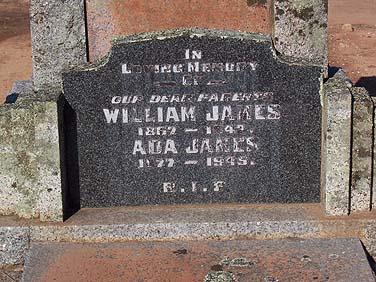 IN
LOVING MEMORY
OF
OUR DEAR PARENTS
WILLIAM JAMES
ADA JAMES
R.I.P